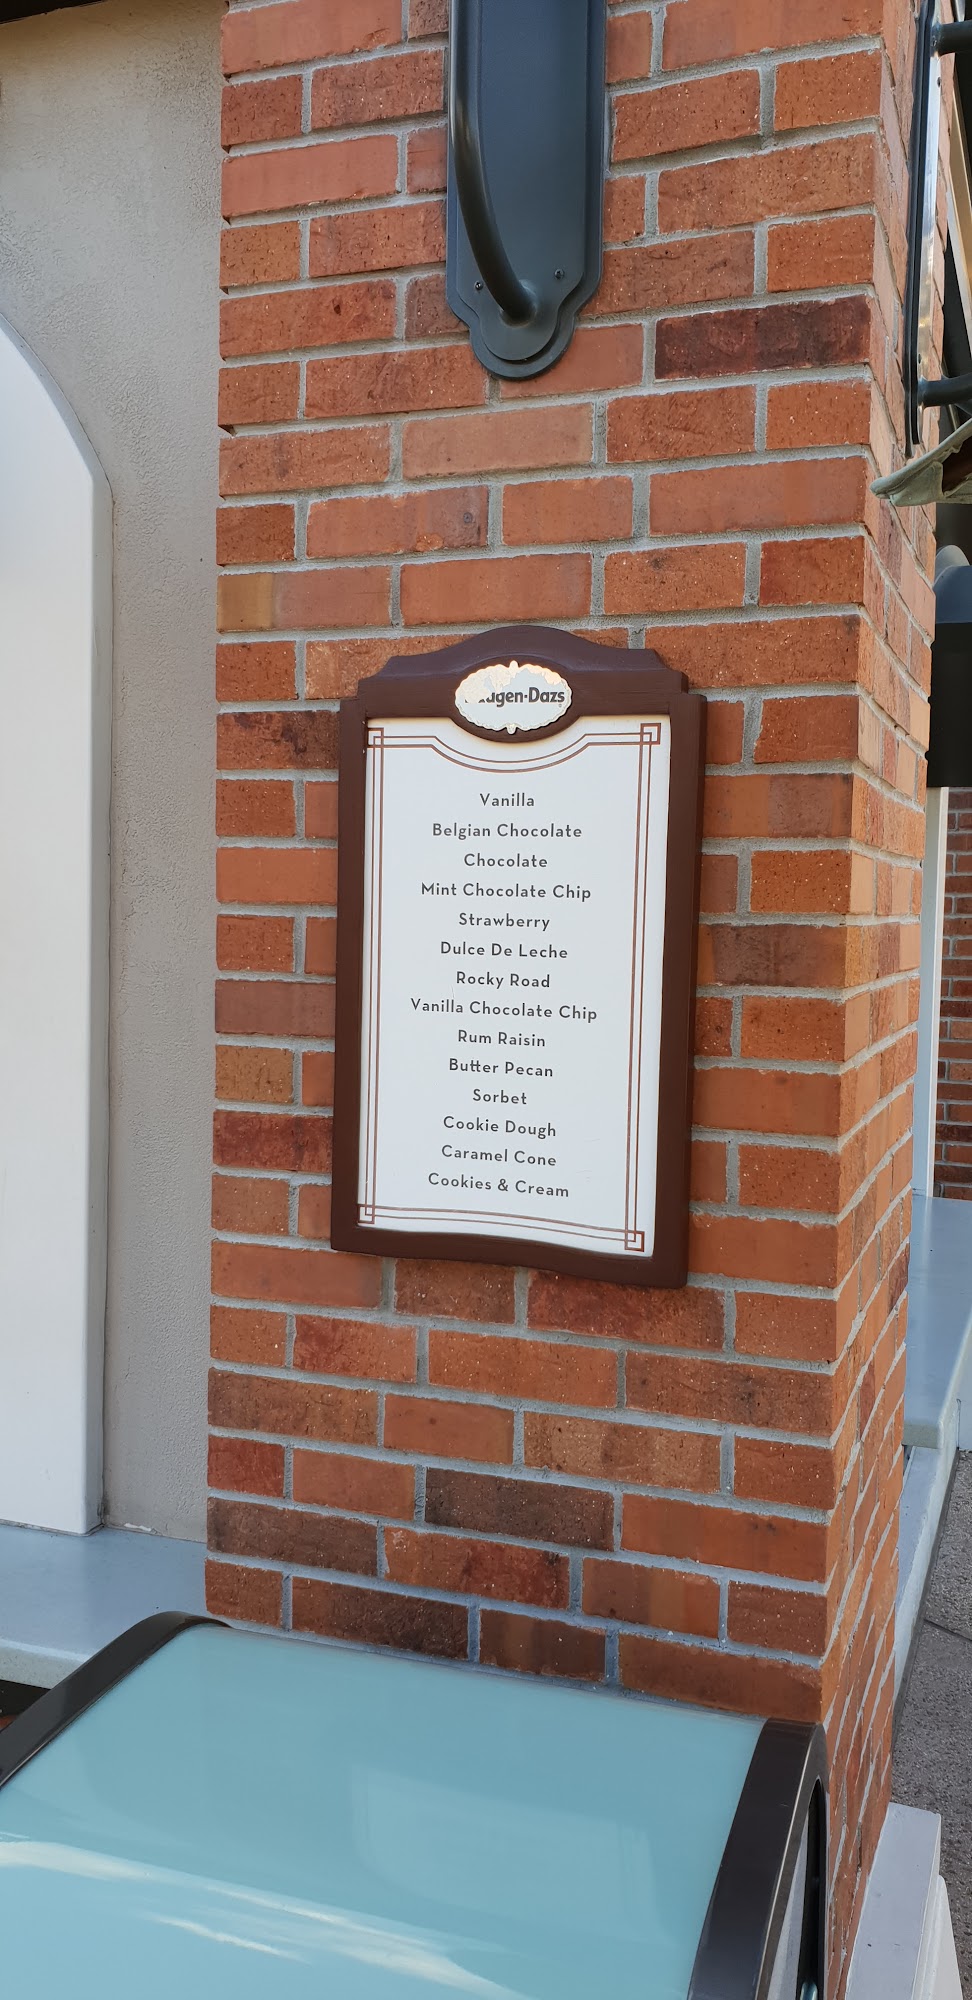 Häagen-Dazs
Vanilla
Belgian Chocolate
Chocolate
Mint Chocolate Chip
Strawberry
Dulce De Leche
Rocky Road
Vanilla Chocolate Chip
Rum Raisin
Butter Pecan
Sorbet
Cookie Dough
Caramel Cone
Cookies & Cream